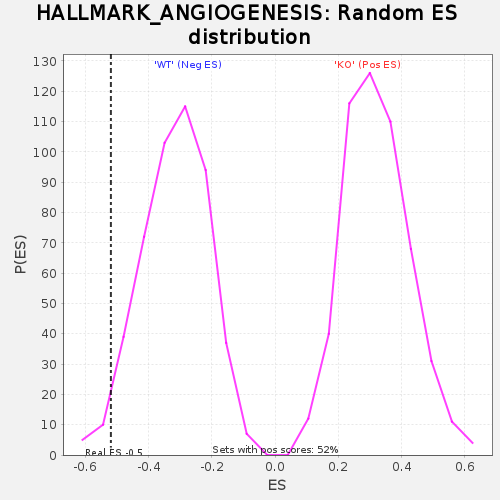 HALLMARK_ANGIOGENESIS: Random ES
distribution
'WT' (Neg ES)
'KO' (Pos ES)
130
120
110
100
90
80
70
60
50
40
30
20
10
0
P(ES)
Real ES -0.5
Sets with pos scores: 52%
-0.6 -0.4 -0.2 0.0 0.2 0.4 0.6
ES